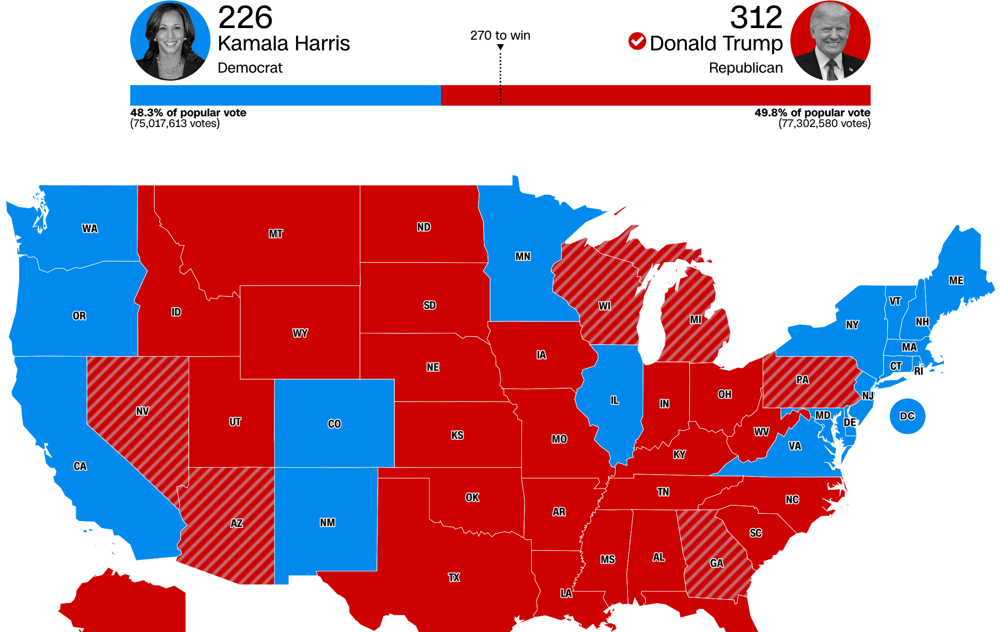 226
Kamala Harris
Democrat
270 to win
312
Donald Trump
Republican
48.3% of popular vote
(75,017,613 votes)
49.8% of popular vote
(77,302,580 votes)
WA
MT
ND
MN
OR
ID
WY
SD
WI
MI
ME
VT
NH
NY
MA
CT
RI
NE
IA
PA
NJ
NV
UT
CO
KS
MO
IL
IN
OH
WV
MD
DE
DC
VA
CA
KY
AZ
NM
OK
AR
TN
NC
SC
MS
AL
GA
TX
LA